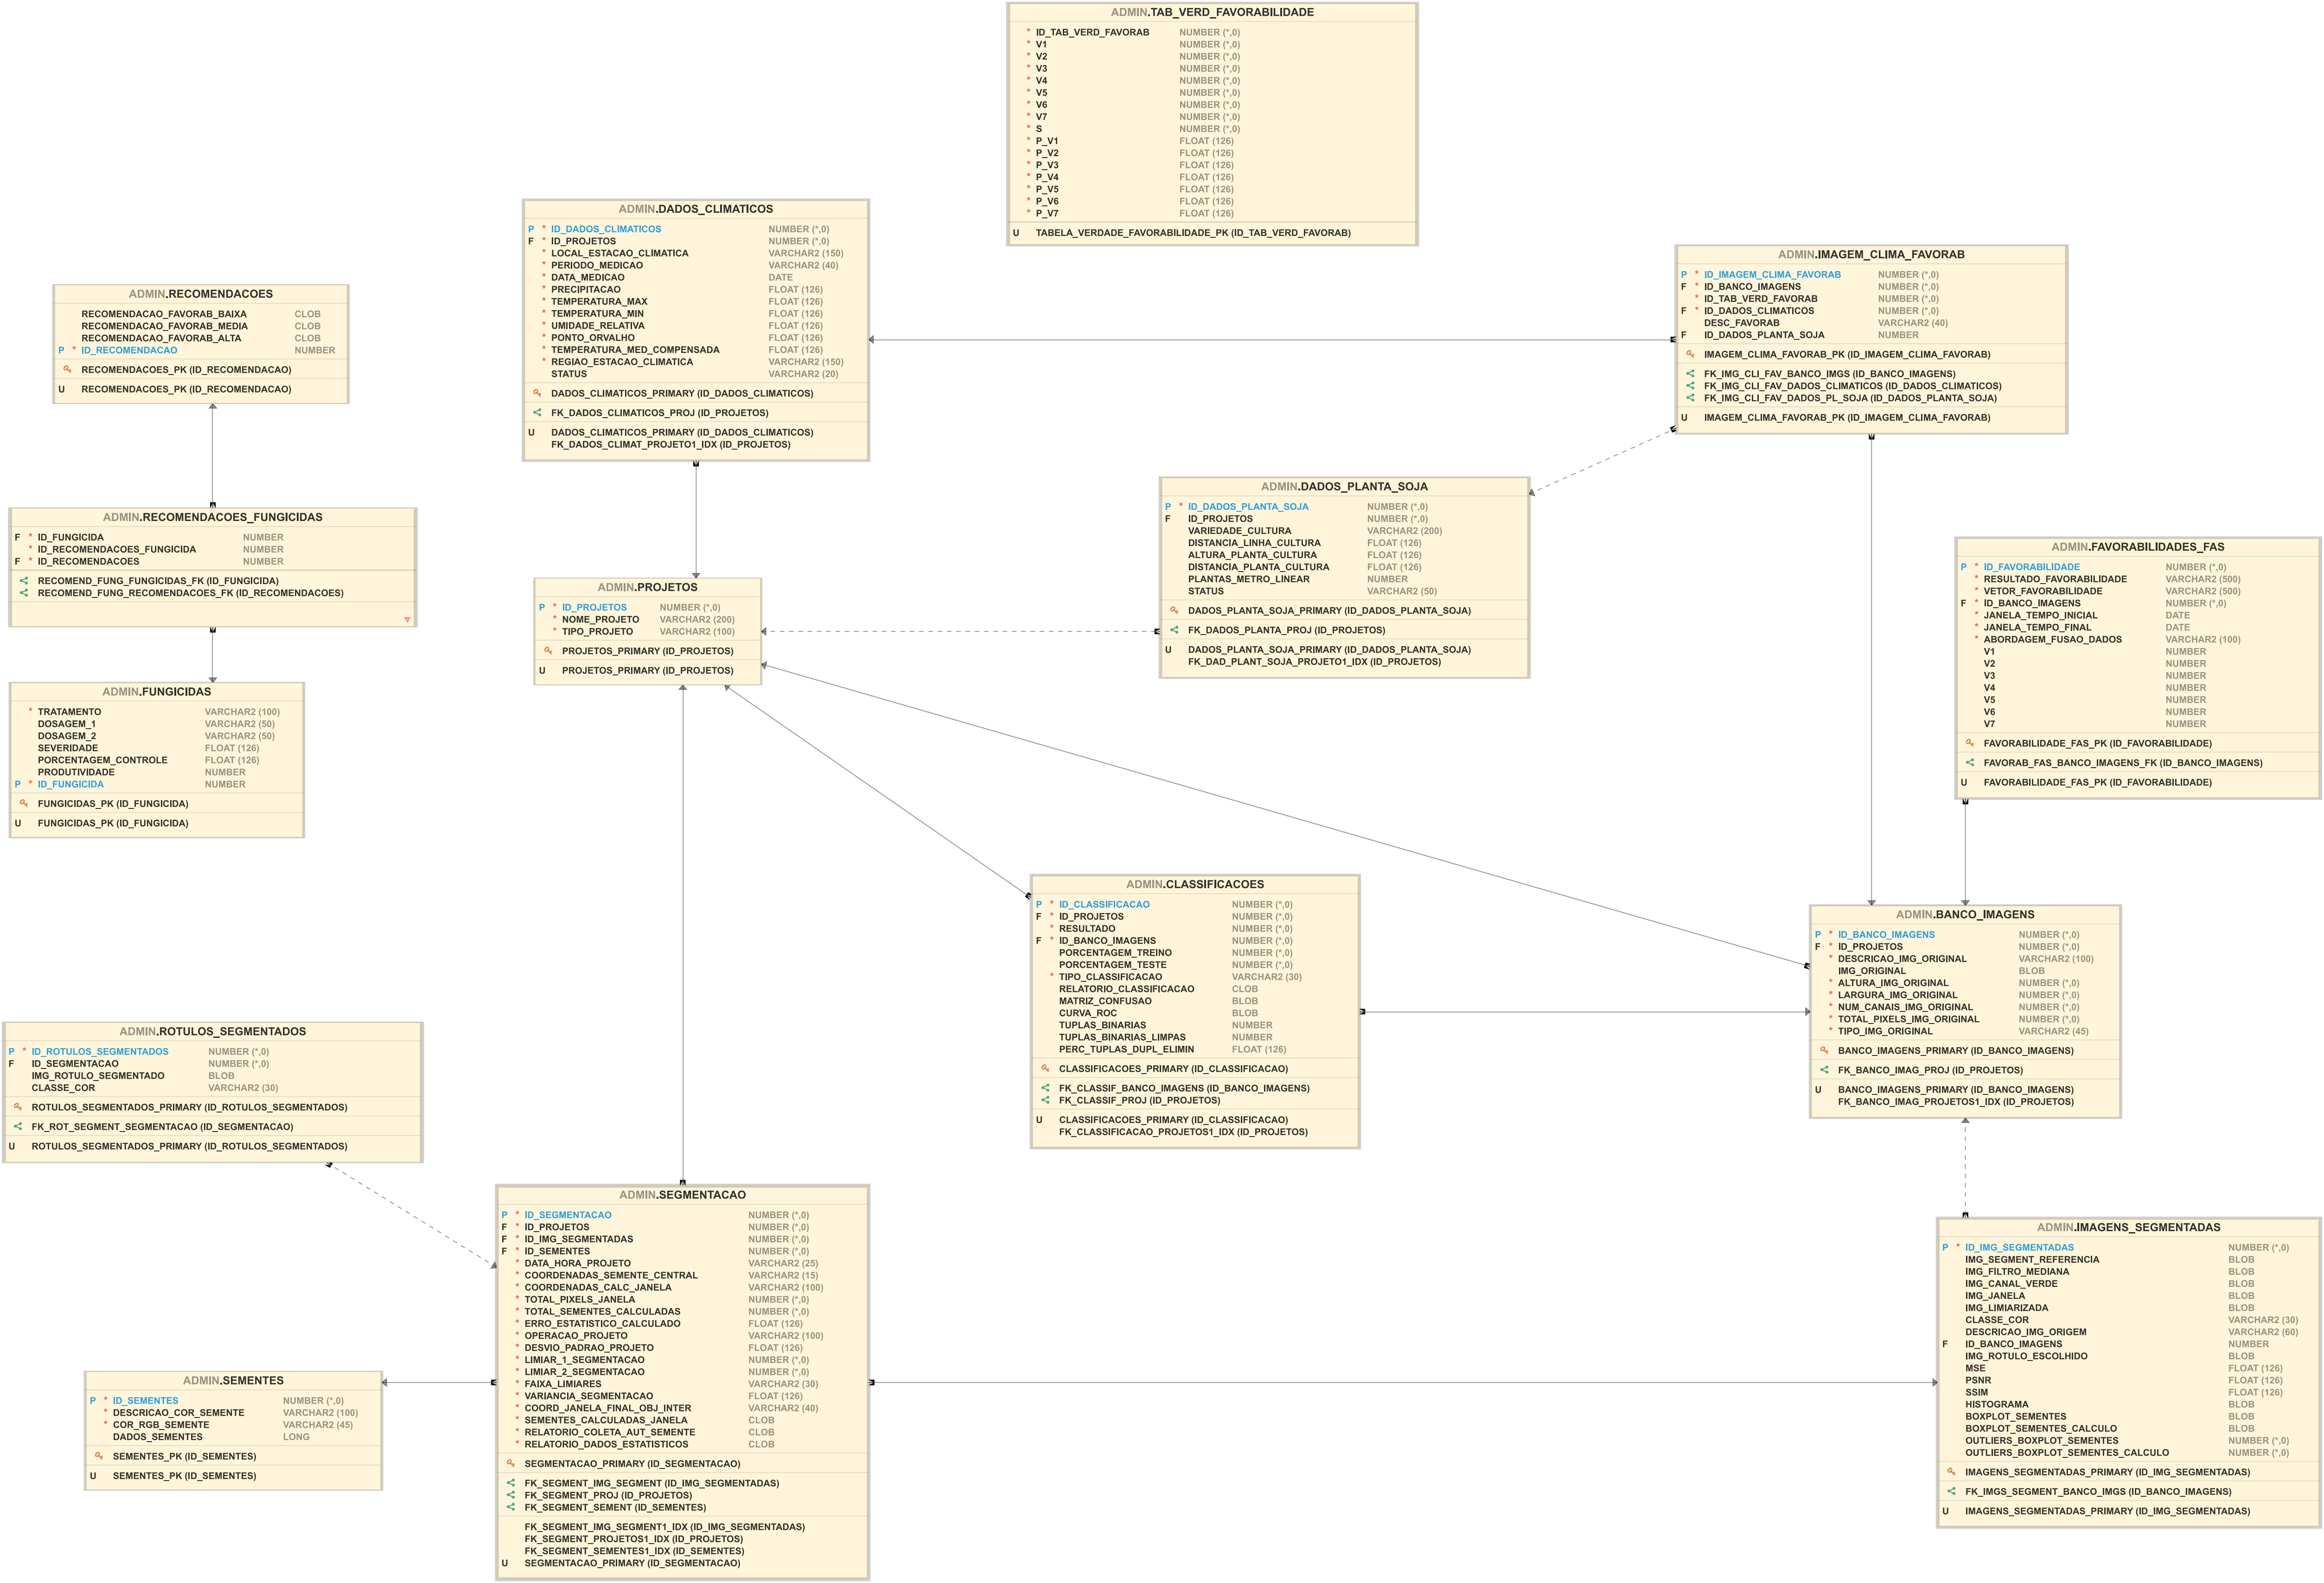 ADMIN.TAB_VERD_FAVORABILIDADE
* ID_TAB_VERD_FAVORAB NUMBER (*,0)
* V1 NUMBER (*,0)
* V2 NUMBER (*,0)
* V3 NUMBER (*,0)
* V4 NUMBER (*,0)
* V5 NUMBER (*,0)
* V6 NUMBER (*,0)
* V7 NUMBER (*,0)
* S NUMBER (*,0)
* P_V1 FLOAT (126)
* P_V2 FLOAT (126)
* P_V3 FLOAT (126)
* P_V4 FLOAT (126)
* P_V5 FLOAT (126)
* P_V6 FLOAT (126)
* P_V7 FLOAT (126)
U TABELA_VERDADE_FAVORABILIDADE_PK (ID_TAB_VERD_FAVORAB)
ADMIN.DADOS_CLIMATICOS
P * ID_DADOS_CLIMATICOS NUMBER (*,0)
F * ID_PROJETOS NUMBER (*,0)
* LOCAL_ESTACAO_CLIMATICA VARCHAR2 (150)
* PERIODO_MEDICAO VARCHAR2 (40)
* DATA_MEDICAO DATE
* PRECIPITACAO FLOAT (126)
* TEMPERATURA_MAX FLOAT (126)
* TEMPERATURA_MIN FLOAT (126)
* UMIDADE_RELATIVA FLOAT (126)
* PONTO_ORVALHO FLOAT (126)
* TEMPERATURA_MED_COMPENSADA FLOAT (126)
* REGIAO_ESTACAO_CLIMATICA VARCHAR2 (150)
STATUS VARCHAR2 (20)
DADOS_CLIMATICOS_PRIMARY (ID_DADOS_CLIMATICOS)
FK_DADOS_CLIMATICOS_PROJ (ID_PROJETOS)
U DADOS_CLIMATICOS_PRIMARY (ID_DADOS_CLIMATICOS)
FK_DADOS_CLIMAT_PROJETO1_IDX (ID_PROJETOS)
ADMIN.IMAGEM_CLIMA_FAVORAB
P * ID_IMAGEM_CLIMA_FAVORAB NUMBER (*,0)
F * ID_BANCO_IMAGENS NUMBER (*,0)
* ID_TAB_VERD_FAVORAB NUMBER (*,0)
F * ID_DADOS_CLIMATICOS NUMBER (*,0)
DESC_FAVORAB VARCHAR2 (40)
F ID_DADOS_PLANTA_SOJA NUMBER
IMAGEM_CLIMA_FAVORAB_PK (ID_IMAGEM_CLIMA_FAVORAB)
FK_IMG_CLI_FAV_BANCO_IMGS (ID_BANCO_IMAGENS)
FK_IMG_CLI_FAV_DADOS_CLIMATICOS (ID_DADOS_CLIMATICOS)
FK_IMG_CLI_FAV_DADOS_PL_SOJA (ID_DADOS_PLANTA_SOJA)
U IMAGEM_CLIMA_FAVORAB_PK (ID_IMAGEM_CLIMA_FAVORAB)
ADMIN.RECOMENDACOES
RECOMENDACAO_FAVORAB_BAIXA CLOB
RECOMENDACAO_FAVORAB_MEDIA CLOB
RECOMENDACAO_FAVORAB_ALTA CLOB
P * ID_RECOMENDACAO NUMBER
RECOMENDACOES_PK (ID_RECOMENDACAO)
U RECOMENDACOES_PK (ID_RECOMENDACAO)
ADMIN.DADOS_PLANTA_SOJA
P * ID_DADOS_PLANTA_SOJA NUMBER (*,0)
F ID_PROJETOS NUMBER (*,0)
VARIEDADE_CULTURA VARCHAR2 (200)
DISTANCIA_LINHA_CULTURA FLOAT (126)
ALTURA_PLANTA_CULTURA FLOAT (126)
DISTANCIA_PLANTA_CULTURA FLOAT (126)
PLANTAS_METRO_LINEAR NUMBER
STATUS VARCHAR2 (50)
DADOS_PLANTA_SOJA_PRIMARY (ID_DADOS_PLANTA_SOJA)
FK_DADOS_PLANTA_PROJ (ID_PROJETOS)
U DADOS_PLANTA_SOJA_PRIMARY (ID_DADOS_PLANTA_SOJA)
FK_DAD_PLANT_SOJA_PROJETO1_IDX (ID_PROJETOS)
ADMIN.RECOMENDACOES_FUNGICIDAS
F * ID_FUNGICIDA NUMBER
* ID_RECOMENDACOES_FUNGICIDA NUMBER
F * ID_RECOMENDACOES NUMBER
RECOMEND_FUNG_FUNGICIDAS_FK (ID_FUNGICIDA)
RECOMEND_FUNG_RECOMENDACOES_FK (ID_RECOMENDACOES)
ADMIN.FAVORABILIDADES_FAS
P * ID_FAVORABILIDADE NUMBER (*,0)
* RESULTADO_FAVORABILIDADE VARCHAR2 (500)
* VETOR_FAVORABILIDADE VARCHAR2 (500)
F * ID_BANCO_IMAGENS NUMBER (*,0)
* JANELA_TEMPO_INICIAL DATE
* JANELA_TEMPO_FINAL DATE
* ABORDAGEM_FUSAO_DADOS VARCHAR2 (100)
V1 NUMBER
V2 NUMBER
V3 NUMBER
V4 NUMBER
V5 NUMBER
V6 NUMBER
V7 NUMBER
FAVORABILIDADE_FAS_PK (ID_FAVORABILIDADE)
FAVORAB_FAS_BANCO_IMAGENS_FK (ID_BANCO_IMAGENS)
U FAVORABILIDADE_FAS_PK (ID_FAVORABILIDADE)
ADMIN.PROJETOS
P * ID_PROJETOS NUMBER (*,0)
* NOME_PROJETO VARCHAR2 (200)
* TIPO_PROJETO VARCHAR2 (100)
PROJETOS_PRIMARY (ID_PROJETOS)
U PROJETOS_PRIMARY (ID_PROJETOS)
ADMIN.FUNGICIDAS
* TRATAMENTO VARCHAR2 (100)
DOSAGEM_1 VARCHAR2 (50)
DOSAGEM_2 VARCHAR2 (50)
SEVERIDADE FLOAT (126)
PORCENTAGEM_CONTROLE FLOAT (126)
PRODUTIVIDADE NUMBER
P * ID_FUNGICIDA NUMBER
FUNGICIDAS_PK (ID_FUNGICIDA)
U FUNGICIDAS_PK (ID_FUNGICIDA)
ADMIN.CLASSIFICACOES
P * ID_CLASSIFICACAO NUMBER (*,0)
F * ID_PROJETOS NUMBER (*,0)
* RESULTADO NUMBER (*,0)
F * ID_BANCO_IMAGENS NUMBER (*,0)
PORCENTAGEM_TREINO NUMBER (*,0)
PORCENTAGEM_TESTE NUMBER (*,0)
* TIPO_CLASSIFICACAO VARCHAR2 (30)
RELATORIO_CLASSIFICACAO CLOB
MATRIZ_CONFUSAO BLOB
CURVA_ROC BLOB
TUPLAS_BINARIAS NUMBER
TUPLAS_BINARIAS_LIMPAS NUMBER
PERC_TUPLAS_DUPL_ELIMIN FLOAT (126)
CLASSIFICACOES_PRIMARY (ID_CLASSIFICACAO)
FK_CLASSIF_BANCO_IMAGENS (ID_BANCO_IMAGENS)
FK_CLASSIF_PROJ (ID_PROJETOS)
U CLASSIFICACOES_PRIMARY (ID_CLASSIFICACAO)
FK_CLASSIFICACAO_PROJETOS1_IDX (ID_PROJETOS)
ADMIN.BANCO_IMAGENS
P * ID_BANCO_IMAGENS NUMBER (*,0)
F * ID_PROJETOS NUMBER (*,0)
* DESCRICAO_IMG_ORIGINAL VARCHAR2 (100)
IMG_ORIGINAL BLOB
* ALTURA_IMG_ORIGINAL NUMBER (*,0)
* LARGURA_IMG_ORIGINAL NUMBER (*,0)
* NUM_CANAIS_IMG_ORIGINAL NUMBER (*,0)
* TOTAL_PIXELS_IMG_ORIGINAL NUMBER (*,0)
* TIPO_IMG_ORIGINAL VARCHAR2 (45)
BANCO_IMAGENS_PRIMARY (ID_BANCO_IMAGENS)
FK_BANCO_IMAG_PROJ (ID_PROJETOS)
U BANCO_IMAGENS_PRIMARY (ID_BANCO_IMAGENS)
FK_BANCO_IMAG_PROJETOS1_IDX (ID_PROJETOS)
ADMIN.ROTULOS_SEGMENTADOS
P * ID_ROTULOS_SEGMENTADOS NUMBER (*,0)
F ID_SEGMENTACAO NUMBER (*,0)
IMG_ROTULO_SEGMENTADO BLOB
CLASSE_COR VARCHAR2 (30)
ROTULOS_SEGMENTADOS_PRIMARY (ID_ROTULOS_SEGMENTADOS)
FK_ROT_SEGMENT_SEGMENTACAO (ID_SEGMENTACAO)
U ROTULOS_SEGMENTADOS_PRIMARY (ID_ROTULOS_SEGMENTADOS)
ADMIN.SEGMENTACAO
P * ID_SEGMENTACAO NUMBER (*,0)
F * ID_PROJETOS NUMBER (*,0)
F * ID_IMG_SEGMENTADAS NUMBER (*,0)
F * ID_SEMENTES NUMBER (*,0)
* DATA_HORA_PROJETO VARCHAR2 (25)
* COORDENADAS_SEMENTE_CENTRAL VARCHAR2 (15)
* COORDENADAS_CALC_JANELA VARCHAR2 (100)
* TOTAL_PIXELS_JANELA NUMBER (*,0)
* TOTAL_SEMENTES_CALCULADAS NUMBER (*,0)
* ERRO_ESTATISTICO_CALCULADO FLOAT (126)
* OPERACAO_PROJETO VARCHAR2 (100)
* DESVIO_PADRAO_PROJETO FLOAT (126)
* LIMIAR_1_SEGMENTACAO NUMBER (*,0)
* LIMIAR_2_SEGMENTACAO NUMBER (*,0)
* FAIXA_LIMIARES VARCHAR2 (30)
* VARIANCIA_SEGMENTACAO FLOAT (126)
* COORD_JANELA_FINAL_OBJ_INTER VARCHAR2 (40)
* SEMENTES_CALCULADAS_JANELA CLOB
* RELATORIO_COLETA_AUT_SEMENTE CLOB
* RELATORIO_DADOS_ESTATISTICOS CLOB
SEGMENTACAO_PRIMARY (ID_SEGMENTACAO)
FK_SEGMENT_IMG_SEGMENT (ID_IMG_SEGMENTADAS)
FK_SEGMENT_PROJ (ID_PROJETOS)
FK_SEGMENT_SEMENT (ID_SEMENTES)
FK_SEGMENT_IMG_SEGMENT1_IDX (ID_IMG_SEGMENTADAS)
FK_SEGMENT_PROJETOS1_IDX (ID_PROJETOS)
FK_SEGMENT_SEMENTES1_IDX (ID_SEMENTES)
U SEGMENTACAO_PRIMARY (ID_SEGMENTACAO)
ADMIN.IMAGENS_SEGMENTADAS
P * ID_IMG_SEGMENTADAS NUMBER (*,0)
IMG_SEGMENT_REFERENCIA BLOB
IMG_FILTRO_MEDIANA BLOB
IMG_CANAL_VERDE BLOB
IMG_JANELA BLOB
IMG_LIMIARIZADA BLOB
CLASSE_COR VARCHAR2 (30)
DESCRICAO_IMG_ORIGEM VARCHAR2 (60)
F ID_BANCO_IMAGENS NUMBER
IMG_ROTULO_ESCOLHIDO BLOB
MSE FLOAT (126)
PSNR FLOAT (126)
SSIM FLOAT (126)
HISTOGRAMA BLOB
BOXPLOT_SEMENTES BLOB
BOXPLOT_SEMENTES_CALCULO BLOB
OUTLIERS_BOXPLOT_SEMENTES NUMBER (*,0)
OUTLIERS_BOXPLOT_SEMENTES_CALCULO NUMBER (*,0)
IMAGENS_SEGMENTADAS_PRIMARY (ID_IMG_SEGMENTADAS)
FK_IMGS_SEGMENT_BANCO_IMGS (ID_BANCO_IMAGENS)
U IMAGENS_SEGMENTADAS_PRIMARY (ID_IMG_SEGMENTADAS)
ADMIN.SEMENTES
P * ID_SEMENTES NUMBER (*,0)
* DESCRICAO_COR_SEMENTE VARCHAR2 (100)
* COR_RGB_SEMENTE VARCHAR2 (45)
DADOS_SEMENTES LONG
SEMENTES_PK (ID_SEMENTES)
U SEMENTES_PK (ID_SEMENTES)